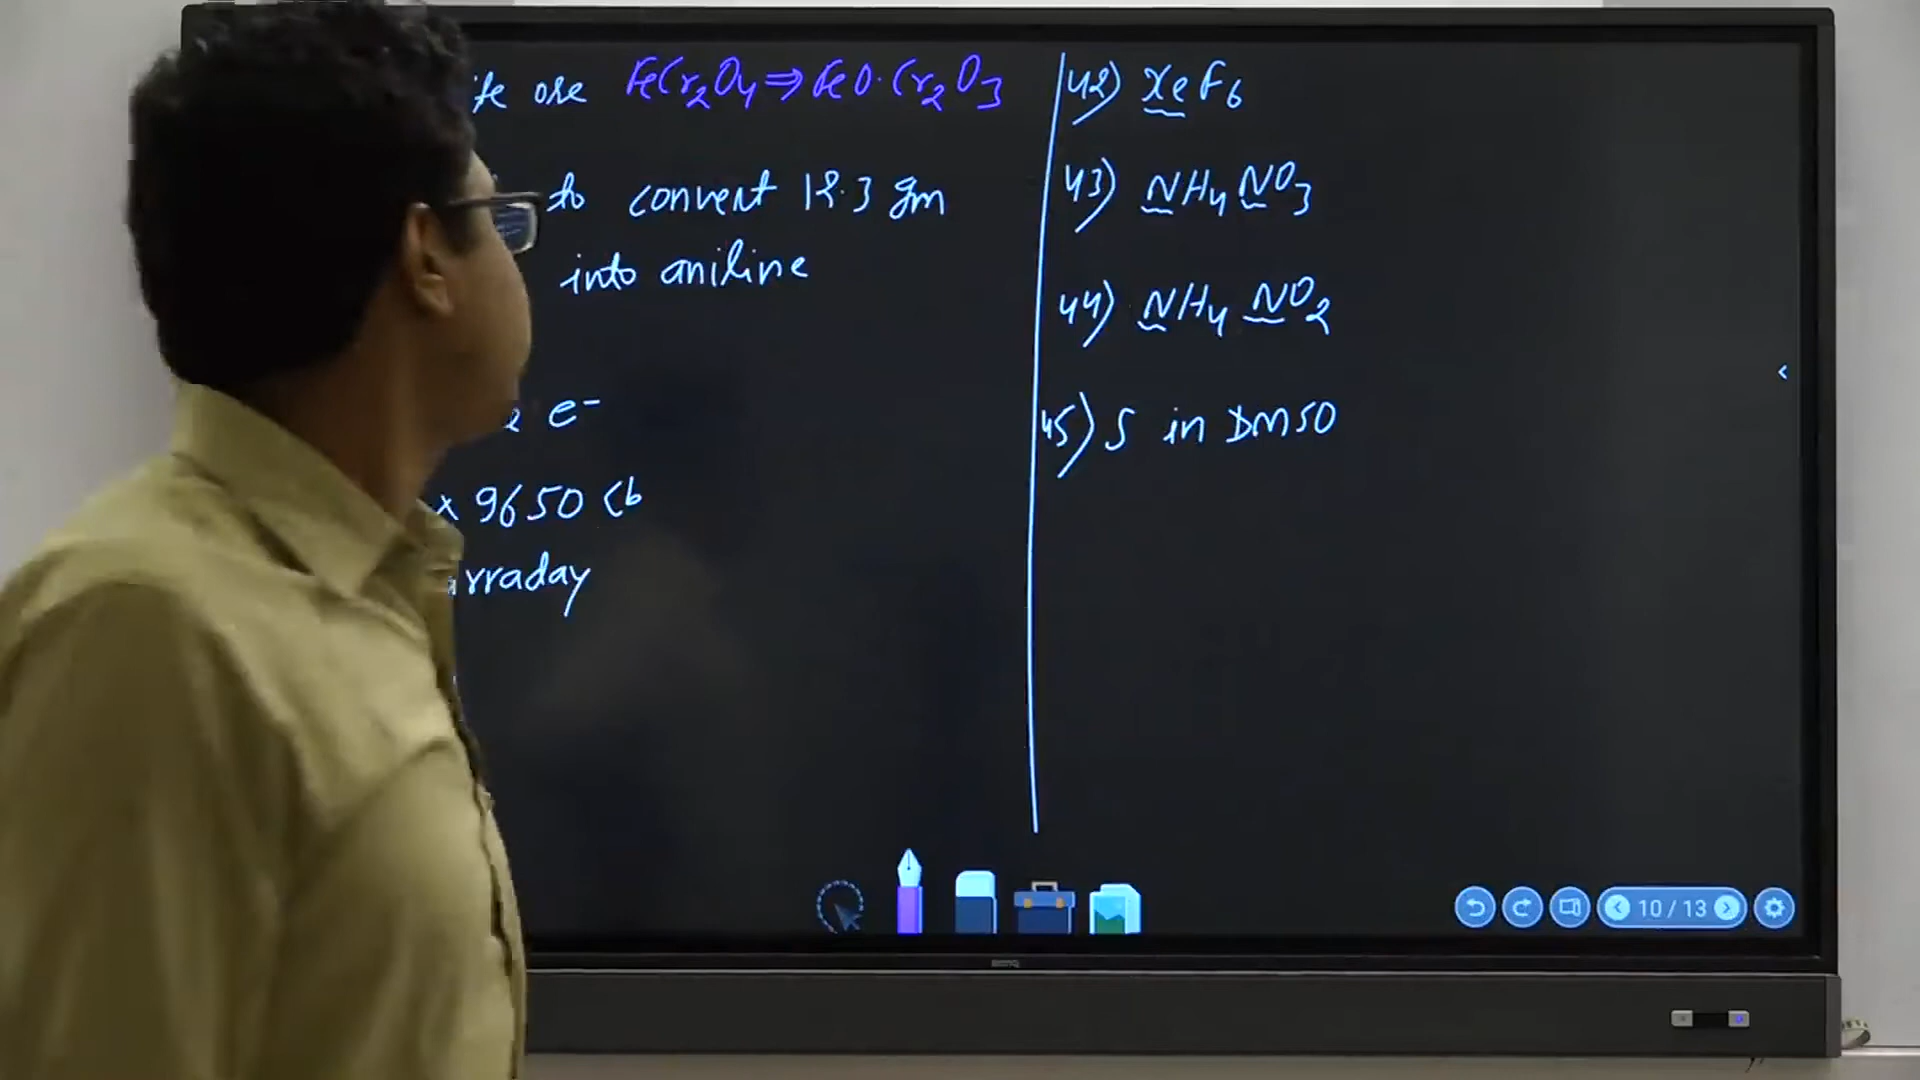 ore FeCr₂O₄ ⇒ FeO·Cr₂O₃
to convert 12.3 gm
into aniline
e⁻
x 9650 Cb
rraday
42) XeF₆
43) NH₄NO₃
44) NH₄NO₂
45) S in DMSO
10 / 13
BenQ